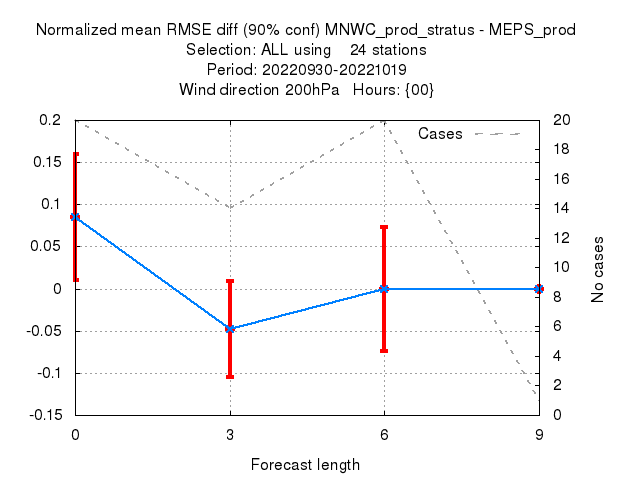 Normalized mean RMSE diff (90% conf) MNWC_prod_stratus - MEPS_prod
Selection: ALL using 24 stations
Period: 20220930-20221019
Wind direction 200hPa Hours: {00}
Cases
0.2
0.15
0.1
0.05
0
-0.05
-0.1
-0.15
20
18
16
14
12
10
8
6
4
2
0
No cases
0 3 6 9
Forecast length